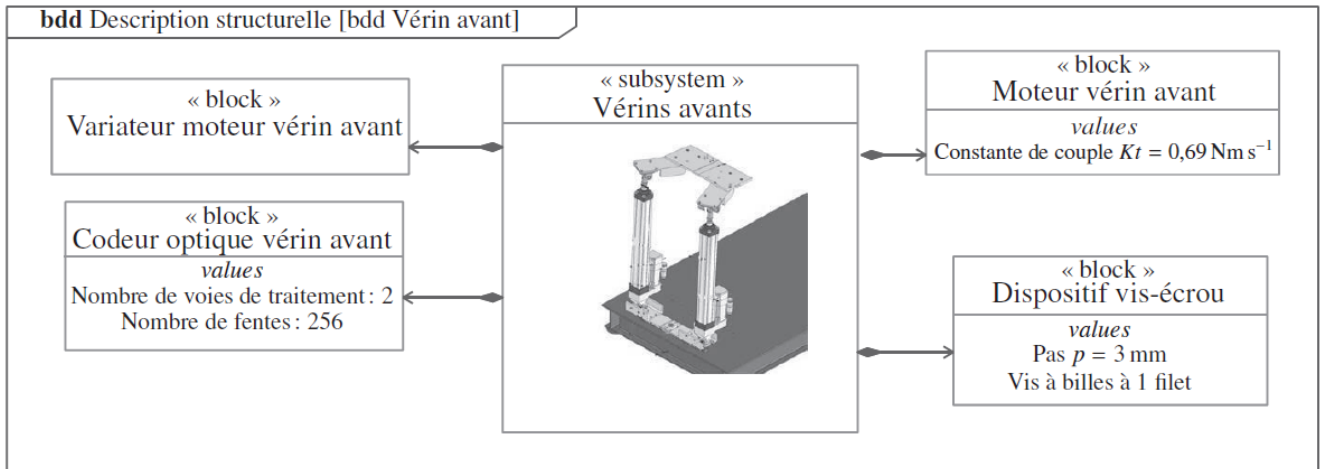 bdd Description structurelle [bdd Vérin avant]
« block »
Variateur moteur vérin avant
« block »
Codeur optique vérin avant
values
Nombre de voies de traitement : 2
Nombre de fentes : 256
« subsystem »
Vérins avants
« block »
Moteur vérin avant
values
Constante de couple Kt = 0,69 Nm s⁻¹
« block »
Dispositif vis-écrou
values
Pas p = 3 mm
Vis à billes à 1 filet